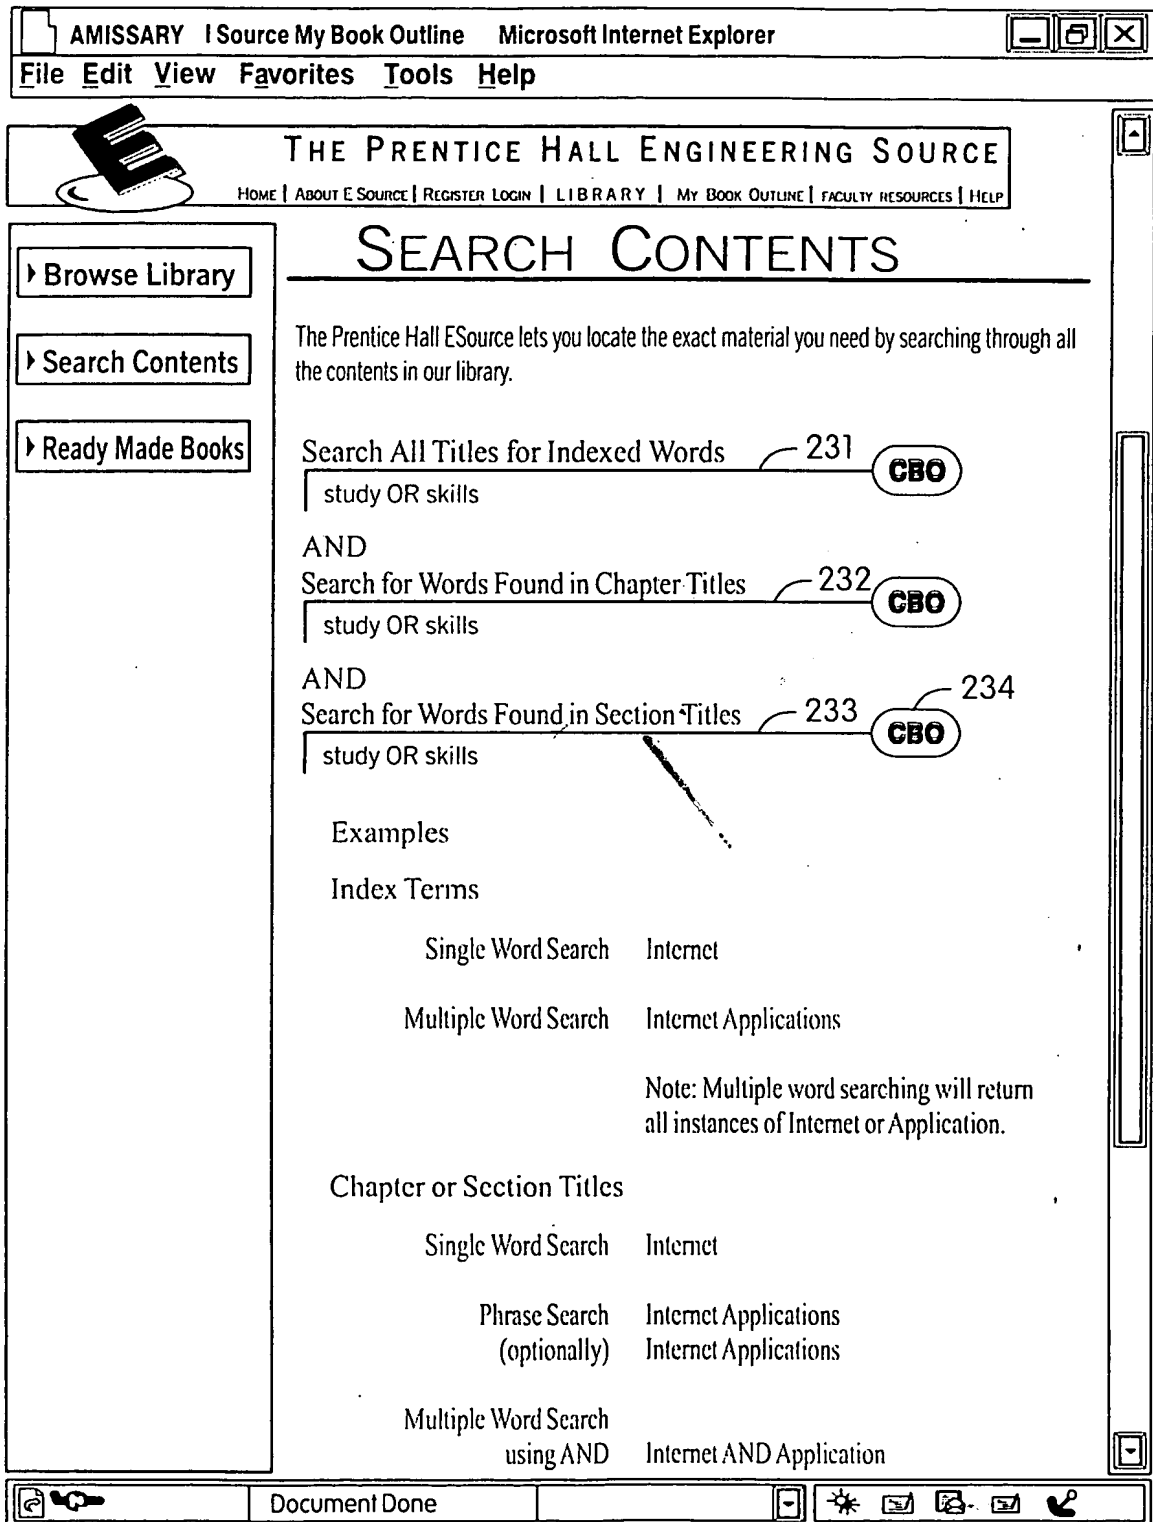 AMISSARY I Source My Book Outline Microsoft Internet Explorer
File Edit View Favorites Tools Help
THE PRENTICE HALL ENGINEERING SOURCE
HOME | ABOUT E SOURCE | REGISTER LOGIN | LIBRARY | MY BOOK OUTLINE | FACULTY RESOURCES | HELP
SEARCH CONTENTS
Browse Library
Search Contents
Ready Made Books
The Prentice Hall ESource lets you locate the exact material you need by searching through all
the contents in our library.
Search All Titles for Indexed Words 231 CBO
study OR skills
AND
Search for Words Found in Chapter Titles 232 CBO
study OR skills
AND
234
Search for Words Found in Section Titles 233 CBO
study OR skills
Examples
Index Terms
Single Word Search Internet
Multiple Word Search Internet Applications
Note: Multiple word searching will return
all instances of Internet or Application.
Chapter or Section Titles
Single Word Search Internet
Phrase Search Internet Applications
(optionally) Internet Applications
Multiple Word Search
using AND Internet AND Application
Document Done